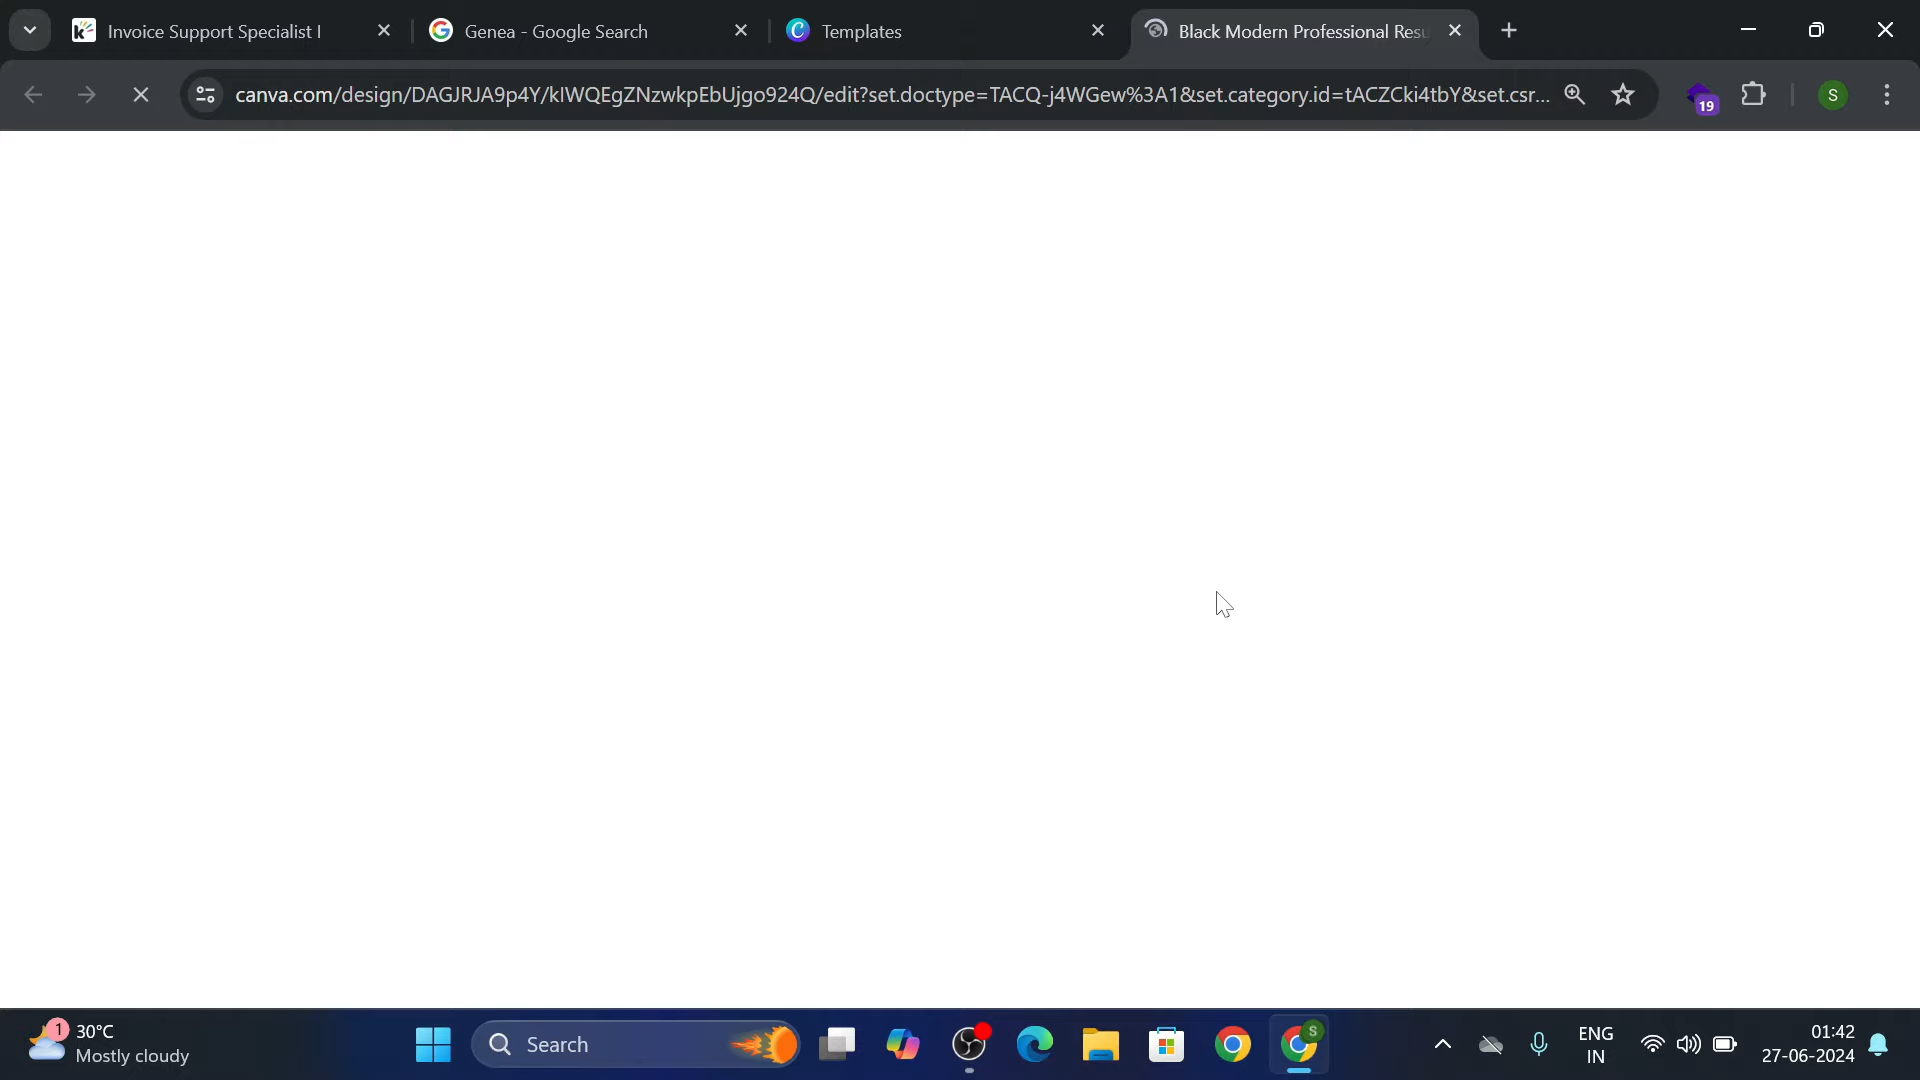 Invoice Support Specialist I
Genea - Google Search
Templates
Black Modern Professional Resu
canva.com/design/DAGJRJA9p4Y/klWQEgZNzwkpEbUjgo924Q/edit?set.doctype=TACQ-j4WGew%3A1&set.category.id=tACZCki4tbY&set.csr...
19
S
1
30°C
Mostly cloudy
Search
S
ENG
IN
01:42
27-06-2024